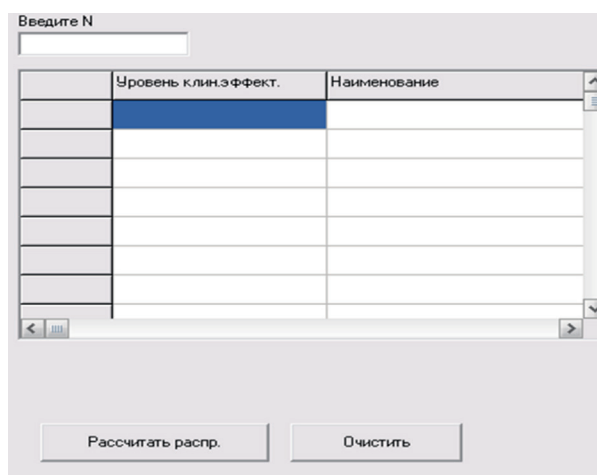 Введите N
Уровень клин.эффект. Наименование
Рассчитать распр. Очистить